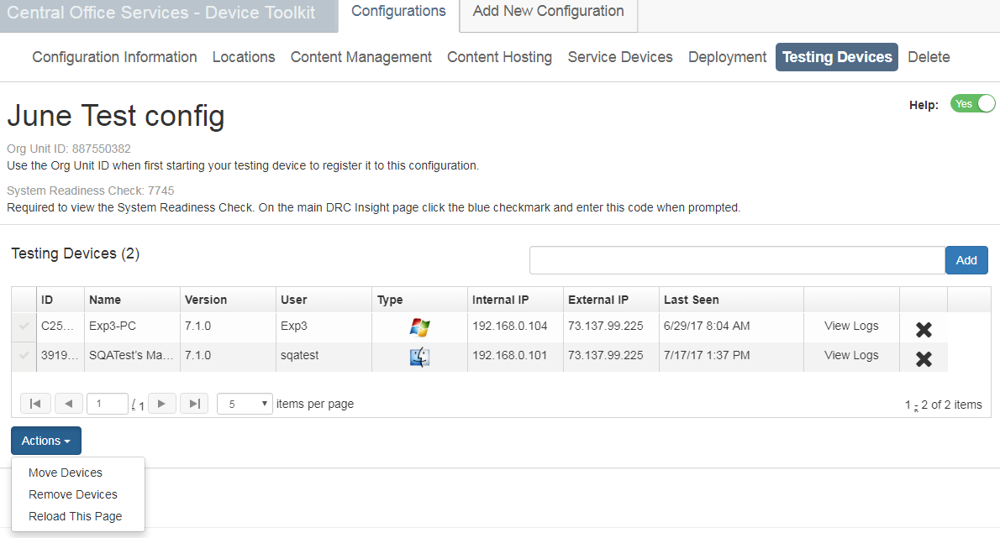 Central Office Services - Device Toolkit Configurations Add New Configuration
Configuration Information Locations Content Management Content Hosting Service Devices Deployment Testing Devices Delete
June Test config
Help: Yes
Org Unit ID: 887550382
Use the Org Unit ID when first starting your testing device to register it to this configuration.
System Readiness Check: 7745
Required to view the System Readiness Check. On the main DRC Insight page click the blue checkmark and enter this code when prompted.
Testing Devices (2) Add
ID Name Version User Type Internal IP External IP Last Seen
C25... Exp3-PC 7.1.0 Exp3 192.168.0.104 73.137.99.225 6/29/17 8:04 AM View Logs
3919... SQATest's Ma... 7.1.0 sqatest 192.168.0.101 73.137.99.225 7/17/17 1:37 PM View Logs
1 / 1 5 items per page 1 - 2 of 2 items
Actions
Move Devices
Remove Devices
Reload This Page